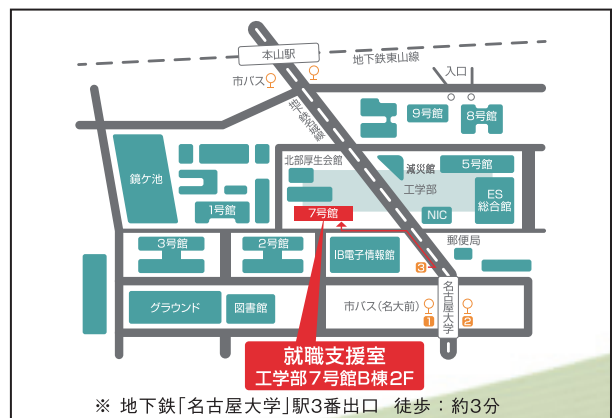 本山駅
地下鉄東山線
市バス
入口
地下鉄名城線
9号館
8号館
北部厚生会館
減災館
5号館
鏡ケ池
工学部
ES
総合館
1号館
7号館
NIC
3号館
2号館
IB電子情報館
郵便局
3
グラウンド
図書館
市バス(名大前)
名古屋大学
1
2
就職支援室
工学部7号館B棟2F
※ 地下鉄「名古屋大学」駅3番出口 徒歩:約3分